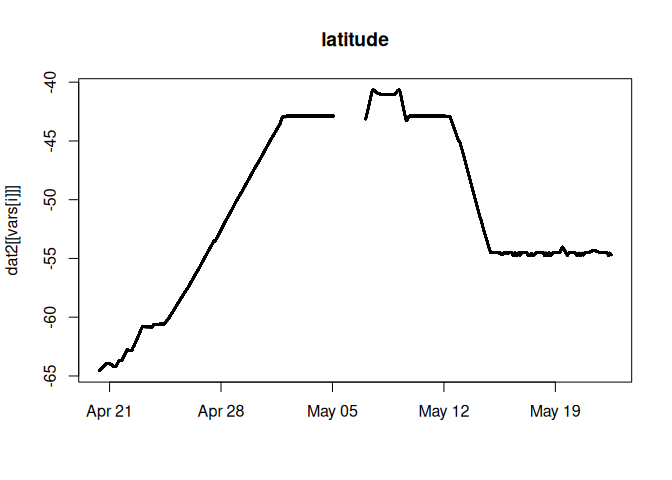 latitude
dat2[[vars[i]]]
-40
-45
-50
-55
-60
-65
Apr 21
Apr 28
May 05
May 12
May 19